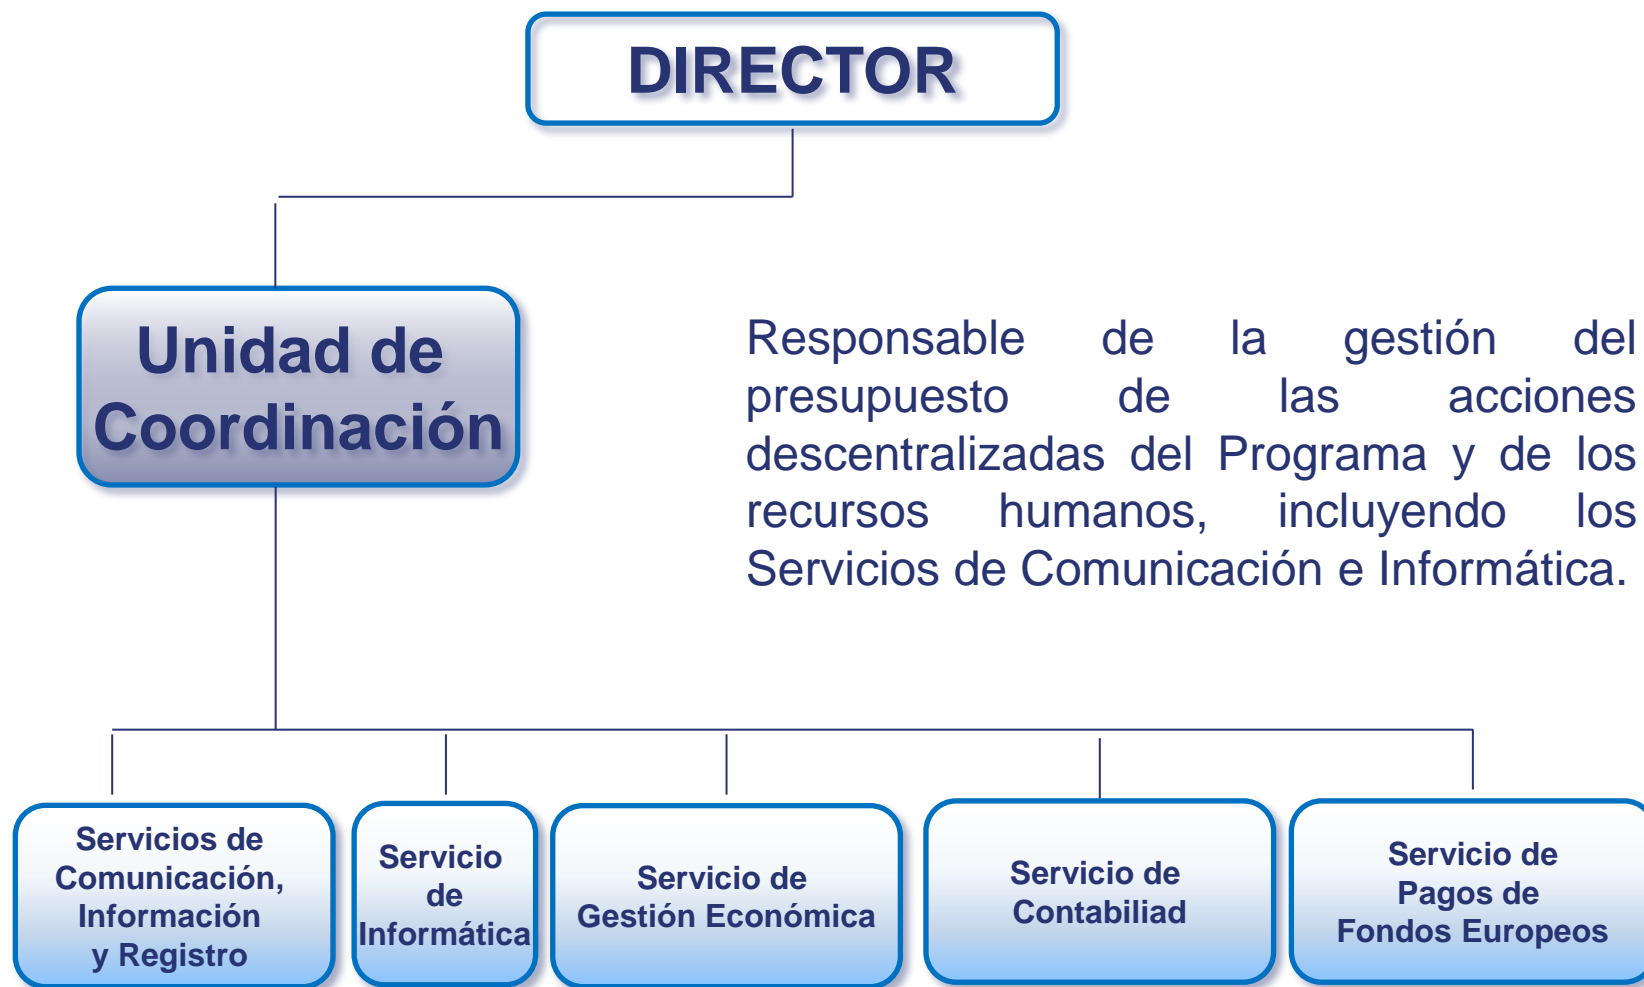 DIRECTOR
Unidad de
Coordinación
Responsable de la gestión del
presupuesto de las acciones
descentralizadas del Programa y de los
recursos humanos, incluyendo los
Servicios de Comunicación e Informática.
Servicios de
Comunicación,
Información
y Registro
Servicio
de
Informática
Servicio de
Gestión Económica
Servicio de
Contabiliad
Servicio de
Pagos de
Fondos Europeos